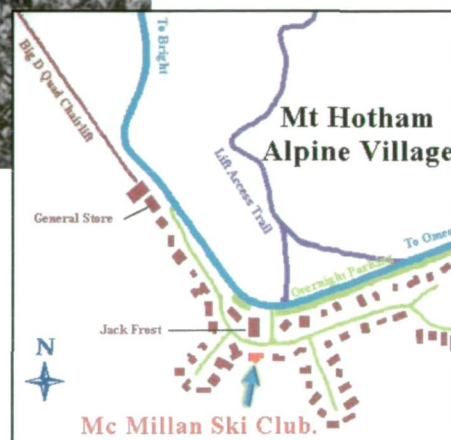 To Bright
Big D Quad Chairlift
Mt Hotham
Alpine Village
Lift Access Trail
General Store
To Omeo
Overnight Parking
Jack Frost
N
Mc Millan Ski Club.